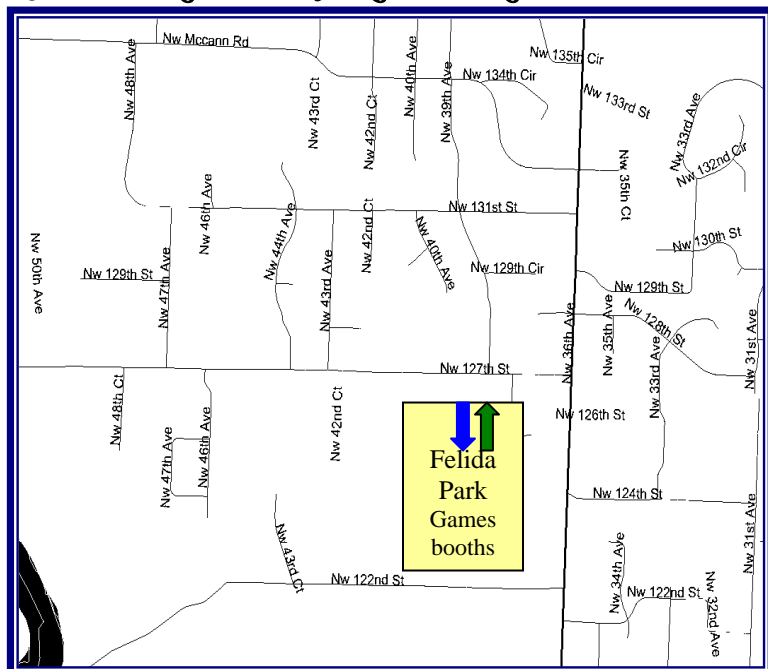 Nw Mccann Rd
Nw 135th Cir
Nw 134th Cir
Nw 133rd St
Nw 48th Ave
Nw 43rd Ct
Nw 42nd Ct
Nw 40th Ave
Nw 39th Ave
Nw 33rd Ave
Nw 132nd Cir
Nw 35th Ct
Nw 46th Ave
Nw 131st St
Nw 44th Ave
Nw 42nd Ct
Nw 40th Ave
Nw 130th St
Nw 50th Ave
Nw 129th St
Nw 47th Ave
Nw 43rd Ave
Nw 129th Cir
Nw 129th St
Nw 36th Ave
Nw 35th Ave
Nw 128th St
Nw 33rd Ave
Nw 31st Ave
Nw 127th St
Nw 48th Ct
Nw 47th Ave
Nw 46th Ave
Nw 42nd Ct
Nw 126th St
Felida
Park
Games
booths
Nw 124th St
Nw 31st Ave
Nw 43rd Ct
Nw 122nd St
Nw 34th Ave
Nw 122nd St
Nw 32nd Ave